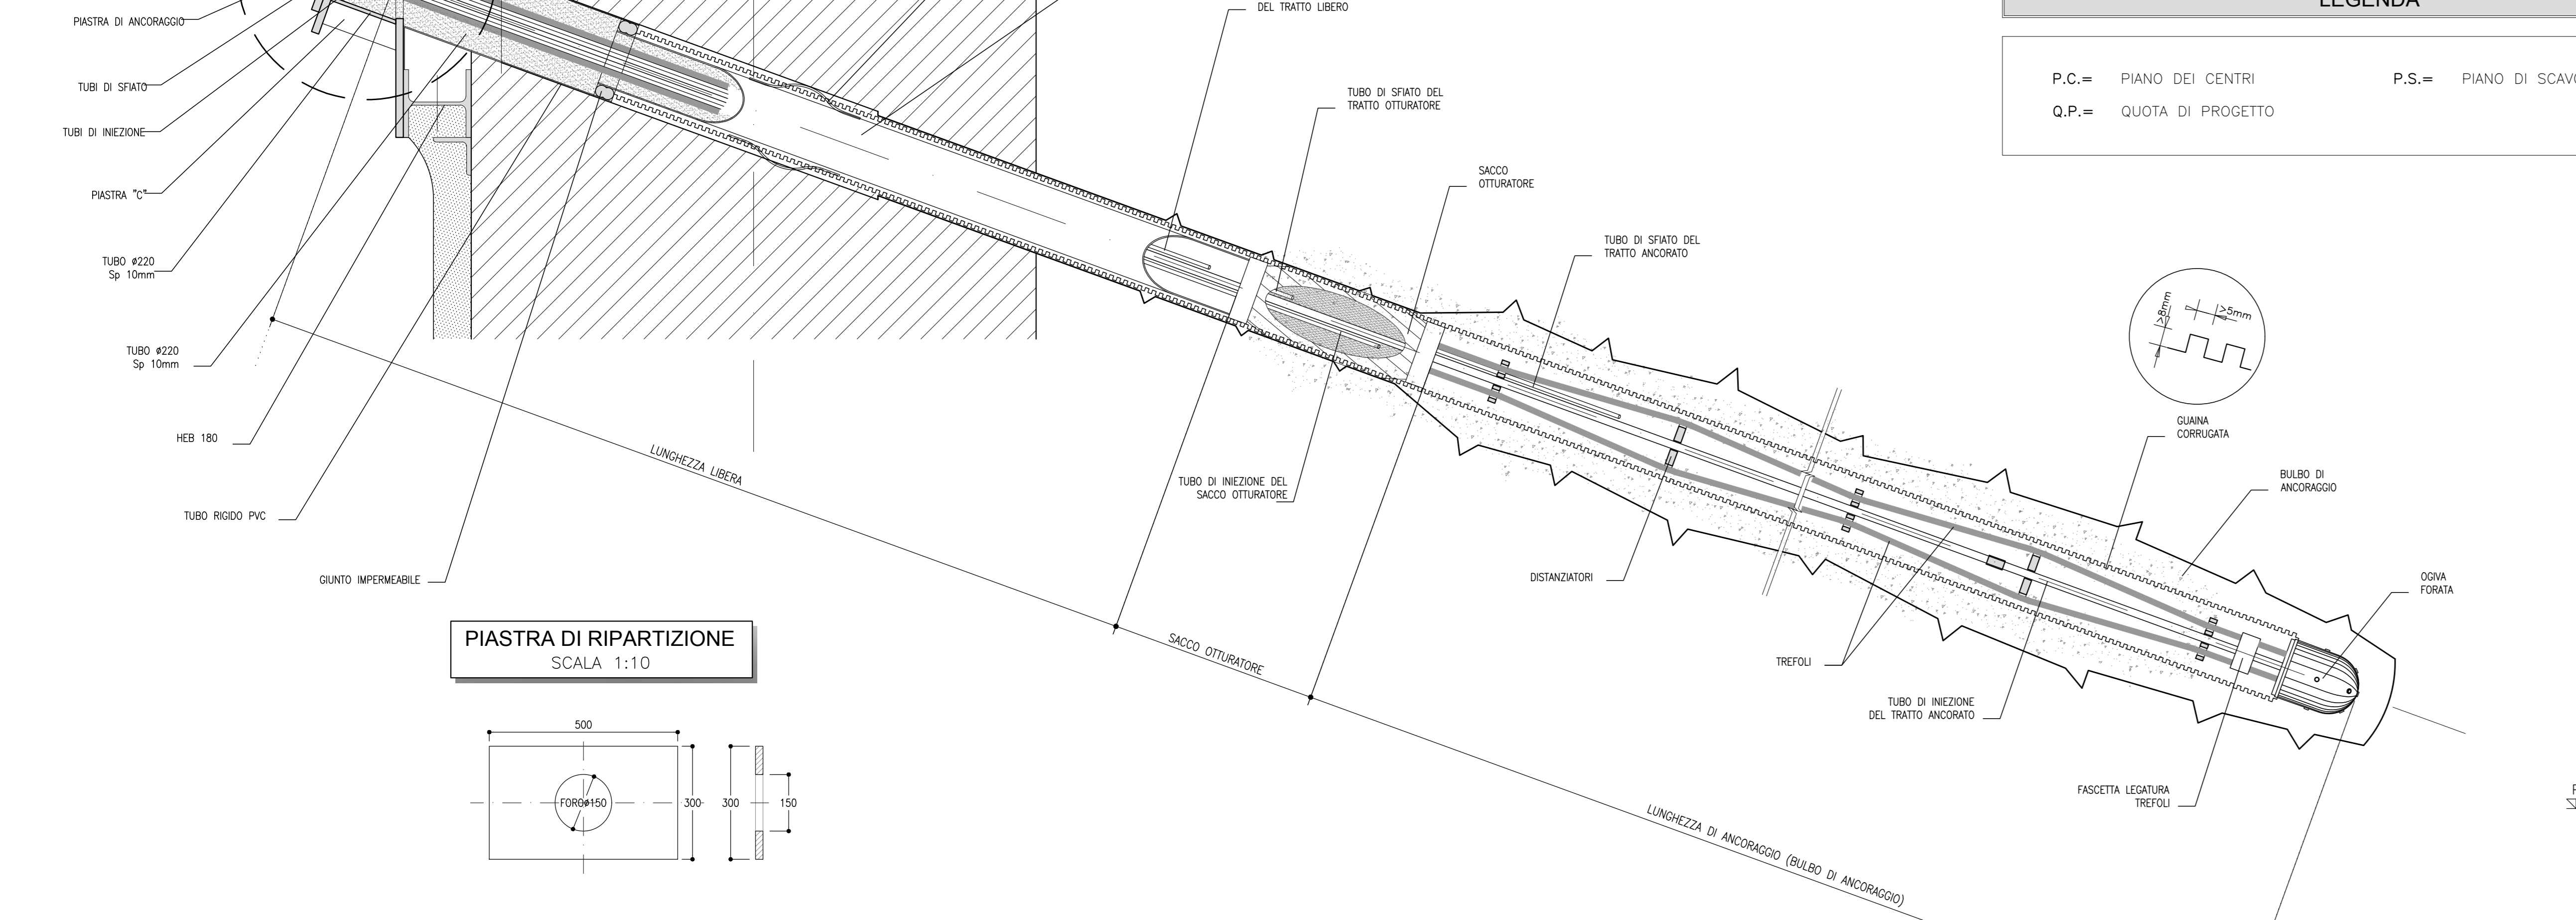 PIASTRA DI ANCORAGGIO
TUBI DI SFIATO
TUBI DI INIEZIONE
PIASTRA "C"
TUBO ø220
Sp 10mm
TUBO ø220
Sp 10mm
HEB 180
TUBO RIGIDO PVC
GIUNTO IMPERMEABILE
DEL TRATTO LIBERO
TUBO DI SFIATO DEL
TRATTO OTTURATORE
SACCO
OTTURATORE
TUBO DI SFIATO DEL
TRATTO ANCORATO
LEGENDA
P.C.= PIANO DEI CENTRI
P.S.= PIANO DI SCAVO
Q.P.= QUOTA DI PROGETTO
>8mm
>5mm
GUAINA
CORRUGATA
BULBO DI
ANCORAGGIO
OGIVA
FORATA
LUNGHEZZA LIBERA
TUBO DI INIEZIONE DEL
SACCO OTTURATORE
DISTANZIATORI
TREFOLI
TUBO DI INIEZIONE
DEL TRATTO ANCORATO
FASCETTA LEGATURA
TREFOLI
SACCO OTTURATORE
LUNGHEZZA DI ANCORAGGIO (BULBO DI ANCORAGGIO)
PIASTRA DI RIPARTIZIONE
SCALA 1:10
500
FOROø150
300
300
150